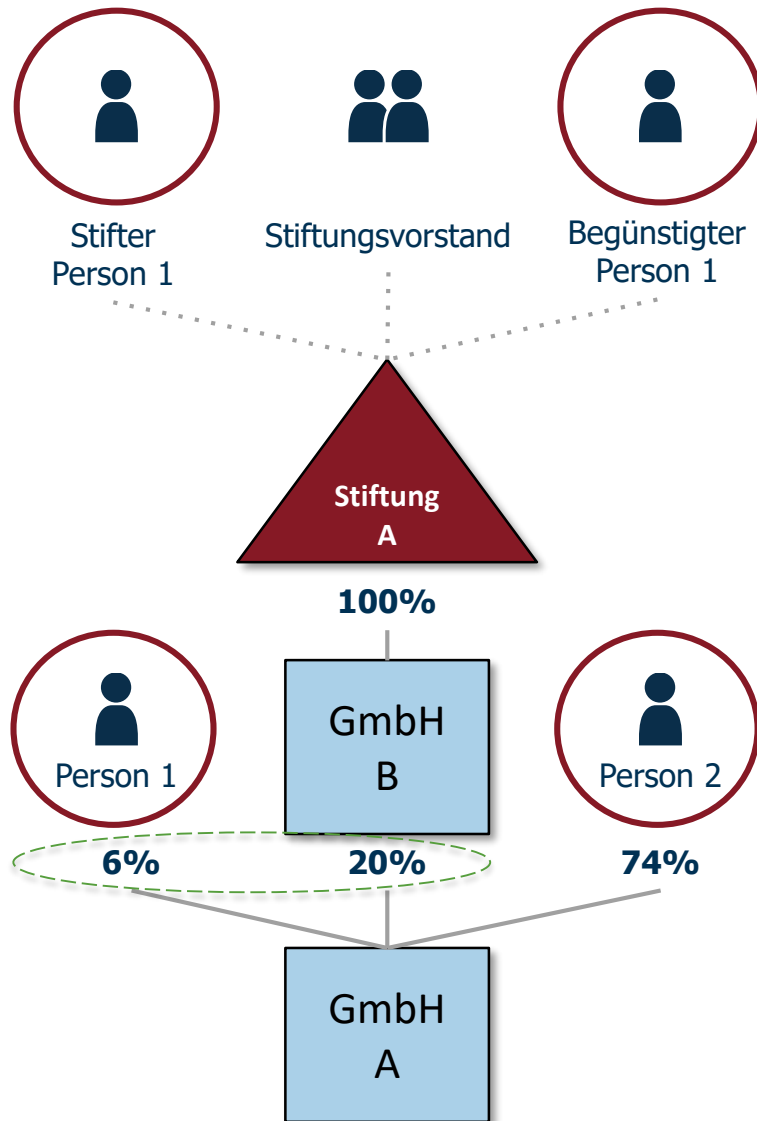 Stifter
Person 1
Stiftungsvorstand
Begünstigter
Person 1
Stiftung
A
100%
Person 1
GmbH
B
Person 2
6%
20%
74%
GmbH
A